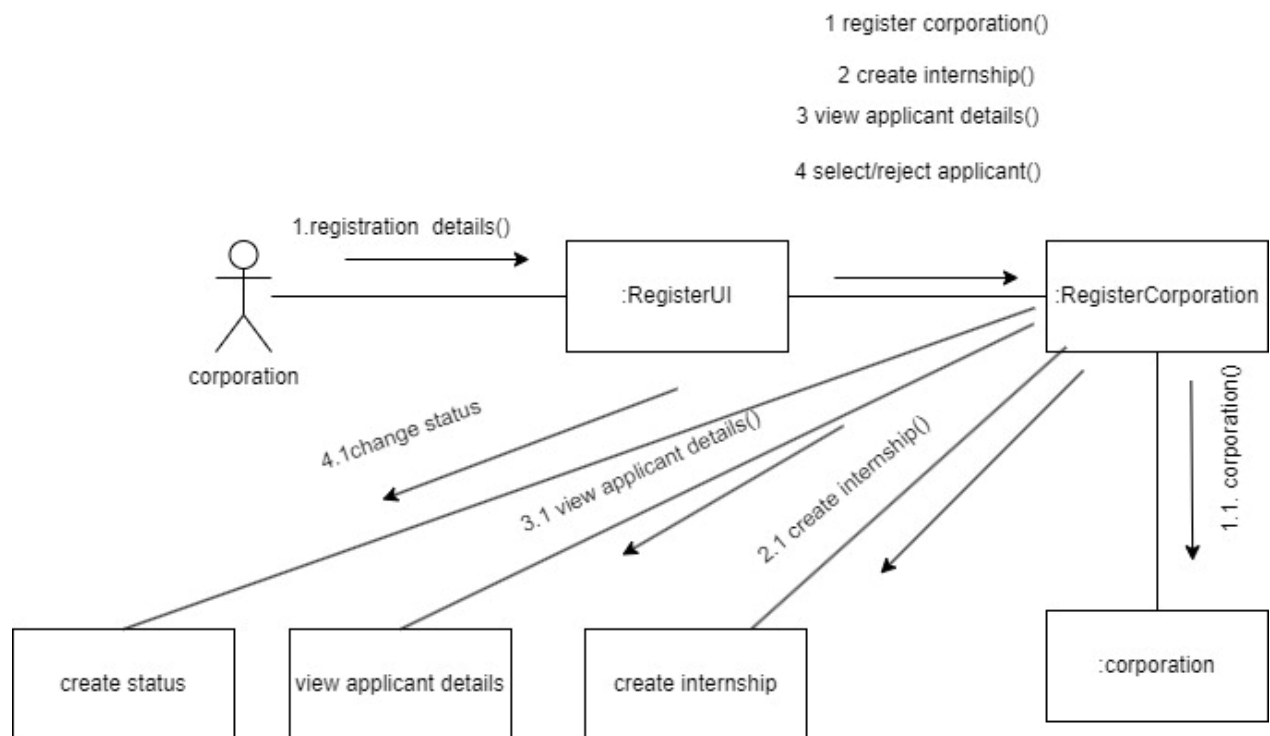 1 register corporation()
2 create internship()
3 view applicant details()
4 select/reject applicant()
1.registration  details()
:RegisterUI
:RegisterCorporation
corporation
4.1change status
3.1 view applicant details()
2.1 create internship()
1.1. corporation()
create status
view applicant details
create internship
:corporation